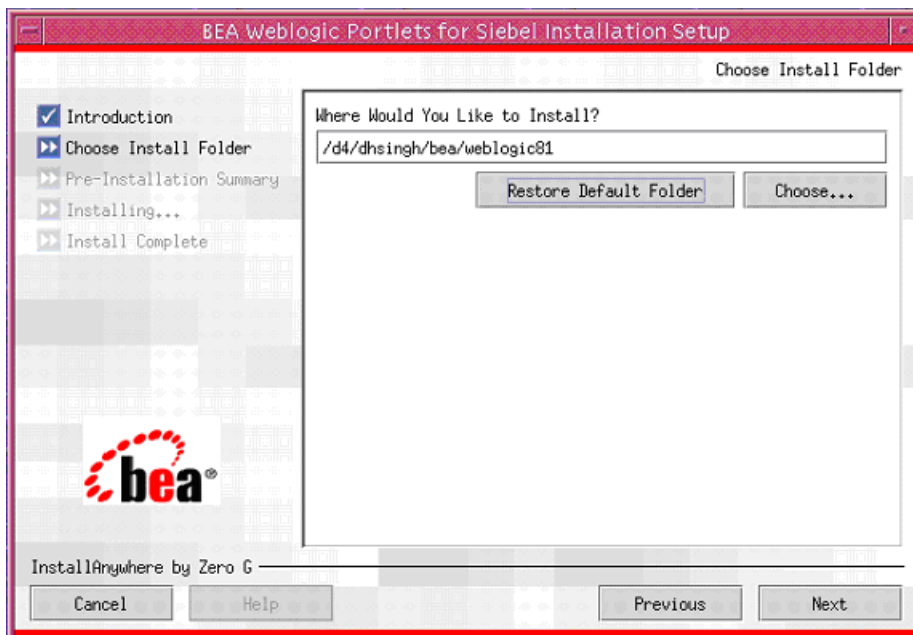 BEA Weblogic Portlets for Siebel Installation Setup
Choose Install Folder
Introduction
Choose Install Folder
Pre-Installation Summary
Installing...
Install Complete
Where Would You Like to Install?
/d4/dhsingh/bea/weblogic81
Restore Default Folder
Choose...
bea®
InstallAnywhere by Zero G
Cancel
Help
Previous
Next